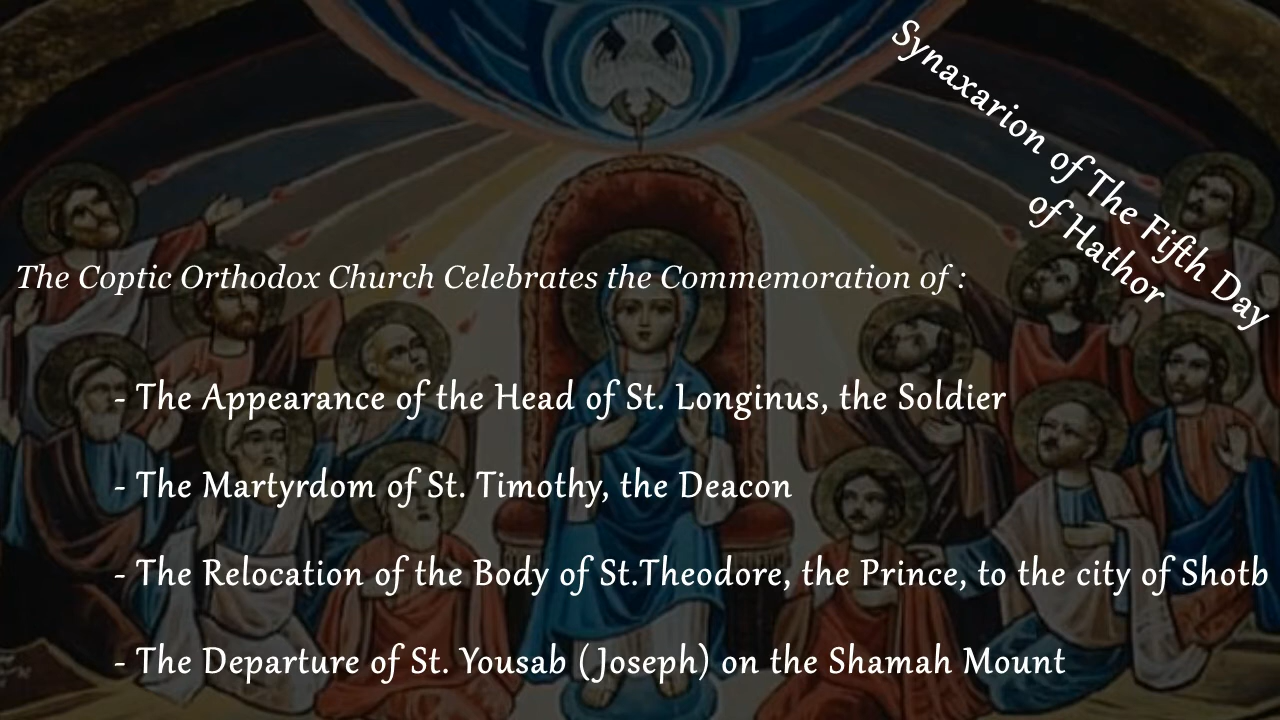 Synaxarion of The Fifth Day
of Hathor
The Coptic Orthodox Church Celebrates the Commemoration of :
- The Appearance of the Head of St. Longinus, the Soldier
- The Martyrdom of St. Timothy, the Deacon
- The Relocation of the Body of St.Theodore, the Prince, to the city of Shotb
- The Departure of St. Yousab (Joseph) on the Shamah Mount